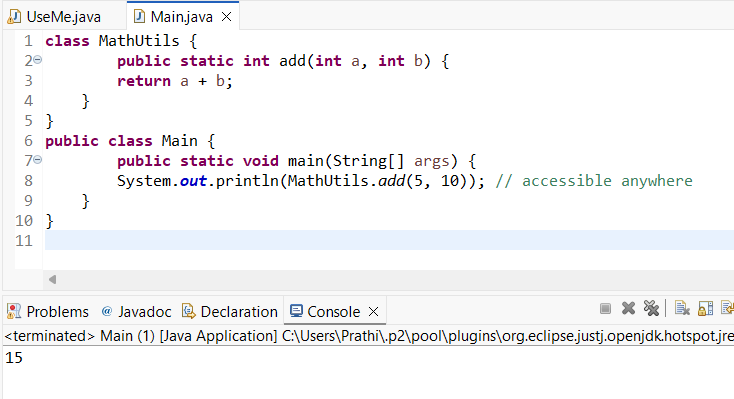 UseMe.java Main.java
1 class MathUtils {
2 public static int add(int a, int b) {
3 return a + b;
4 }
5 }
6 public class Main {
7 public static void main(String[] args) {
8 System.out.println(MathUtils.add(5, 10)); // accessible anywhere
9 }
10 }
11
Problems @ Javadoc Declaration Console
<terminated> Main (1) [Java Application] C:\Users\Prathi\.p2\pool\plugins\org.eclipse.justj.openjdk.hotspot.jre
15